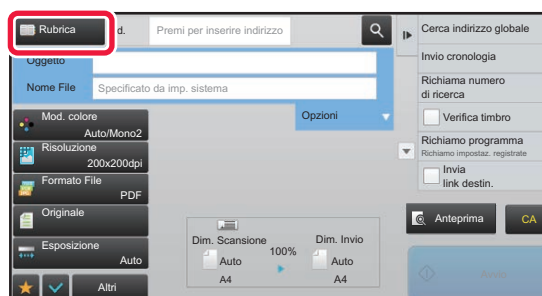 Rubrica
d.
Premi per inserire indirizzo
Oggetto
Nome File
Specificato da imp. sistema
Opzioni
Mod. colore
Auto/Mono2
Risoluzione
200x200dpi
Formato File
PDF
Originale
Esposizione
Auto
Altri
Dim. Scansione
Auto
A4
100%
Dim. Invio
Auto
A4
Cerca indirizzo globale
Invio cronologia
Richiama numero
di ricerca
Verifica timbro
Richiamo programma
Richiamo impostaz. registrate
Invia
link destin.
Anteprima
CA
Avvio